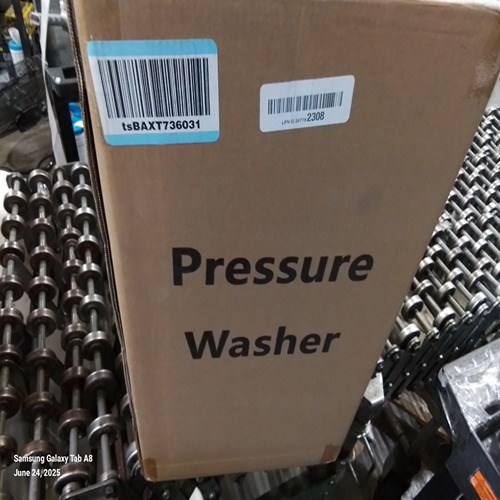 tsBAXT736031
2308
Pressure
Washer
Samsung Galaxy Tab A8
June 24, 2025